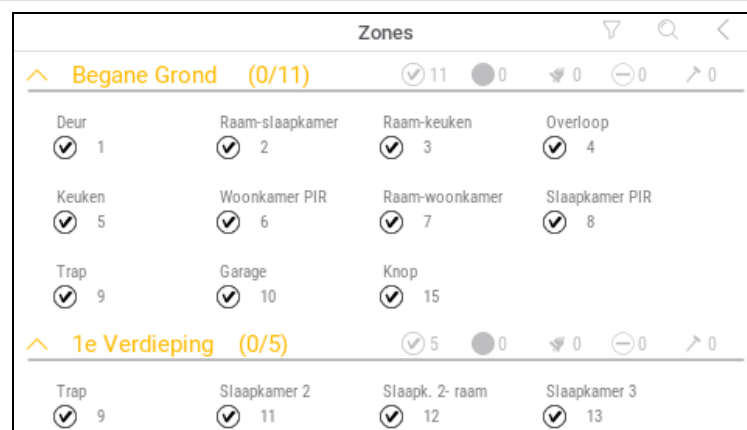 Zones
Begane Grond (0/11) 11 0 0 0 0
Deur Raam-slaapkamer Raam-keuken Overloop
1 2 3 4
Keuken Woonkamer PIR Raam-woonkamer Slaapkamer PIR
5 6 7 8
Trap Garage Knop
9 10 15
1e Verdieping (0/5) 5 0 0 0 0
Trap Slaapkamer 2 Slaapk. 2- raam Slaapkamer 3
9 11 12 13